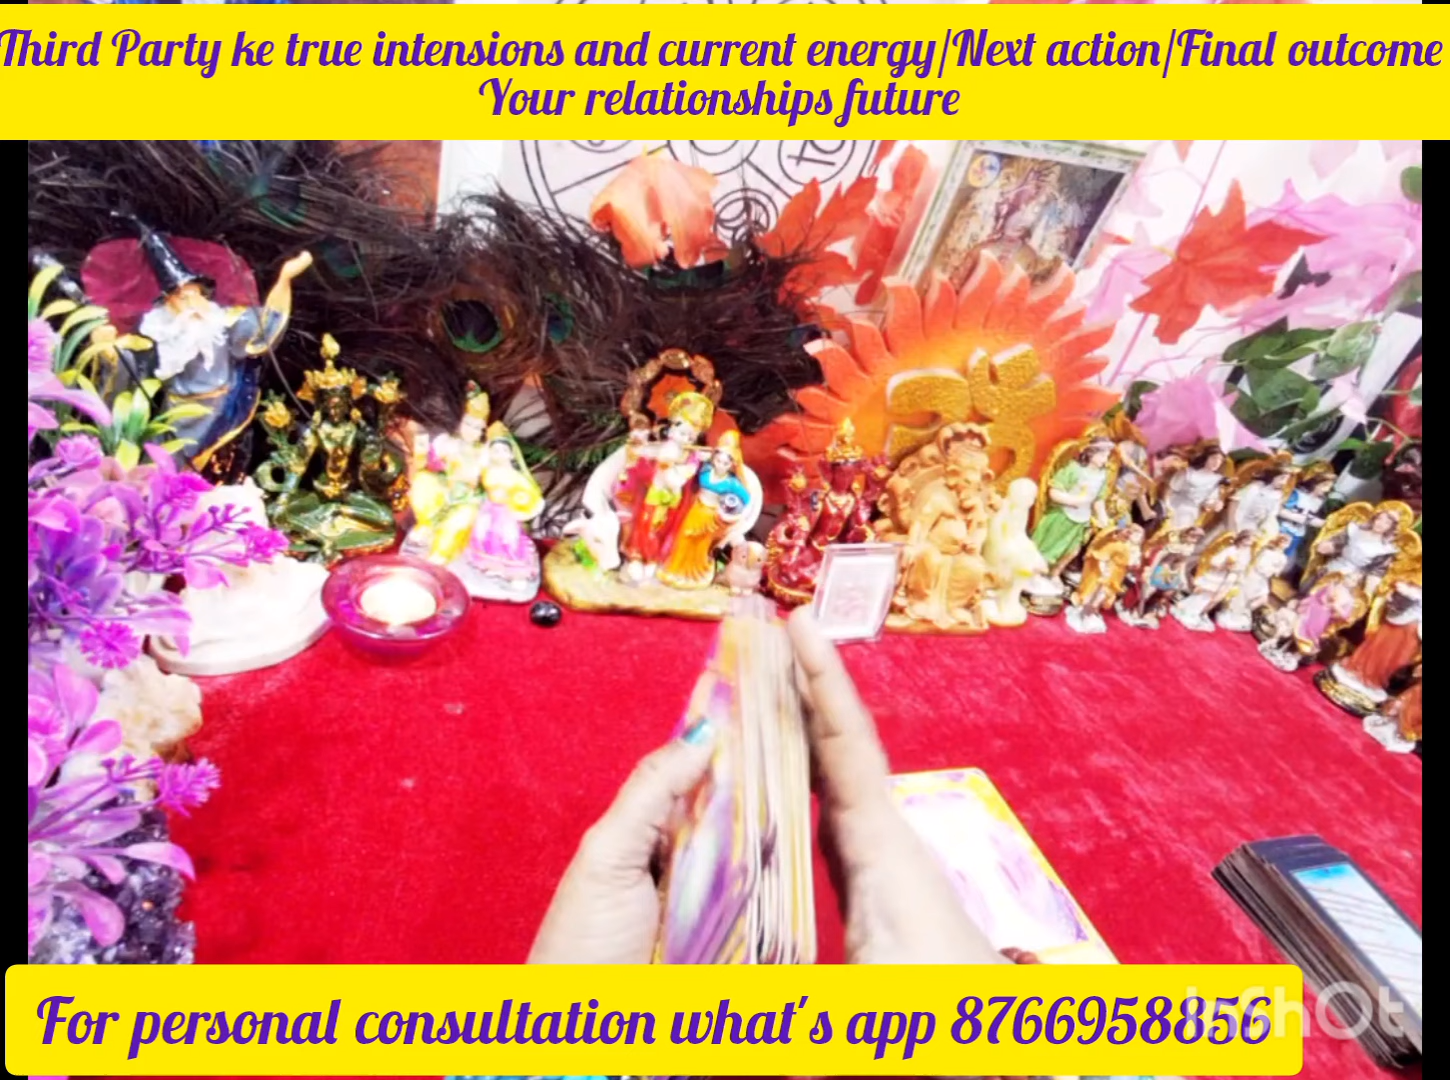 Third Party ke true intensions and current energy/Next action/Final outcome
Your relationships future
ॐ
For personal consultation what's app 8766958856
InShOt